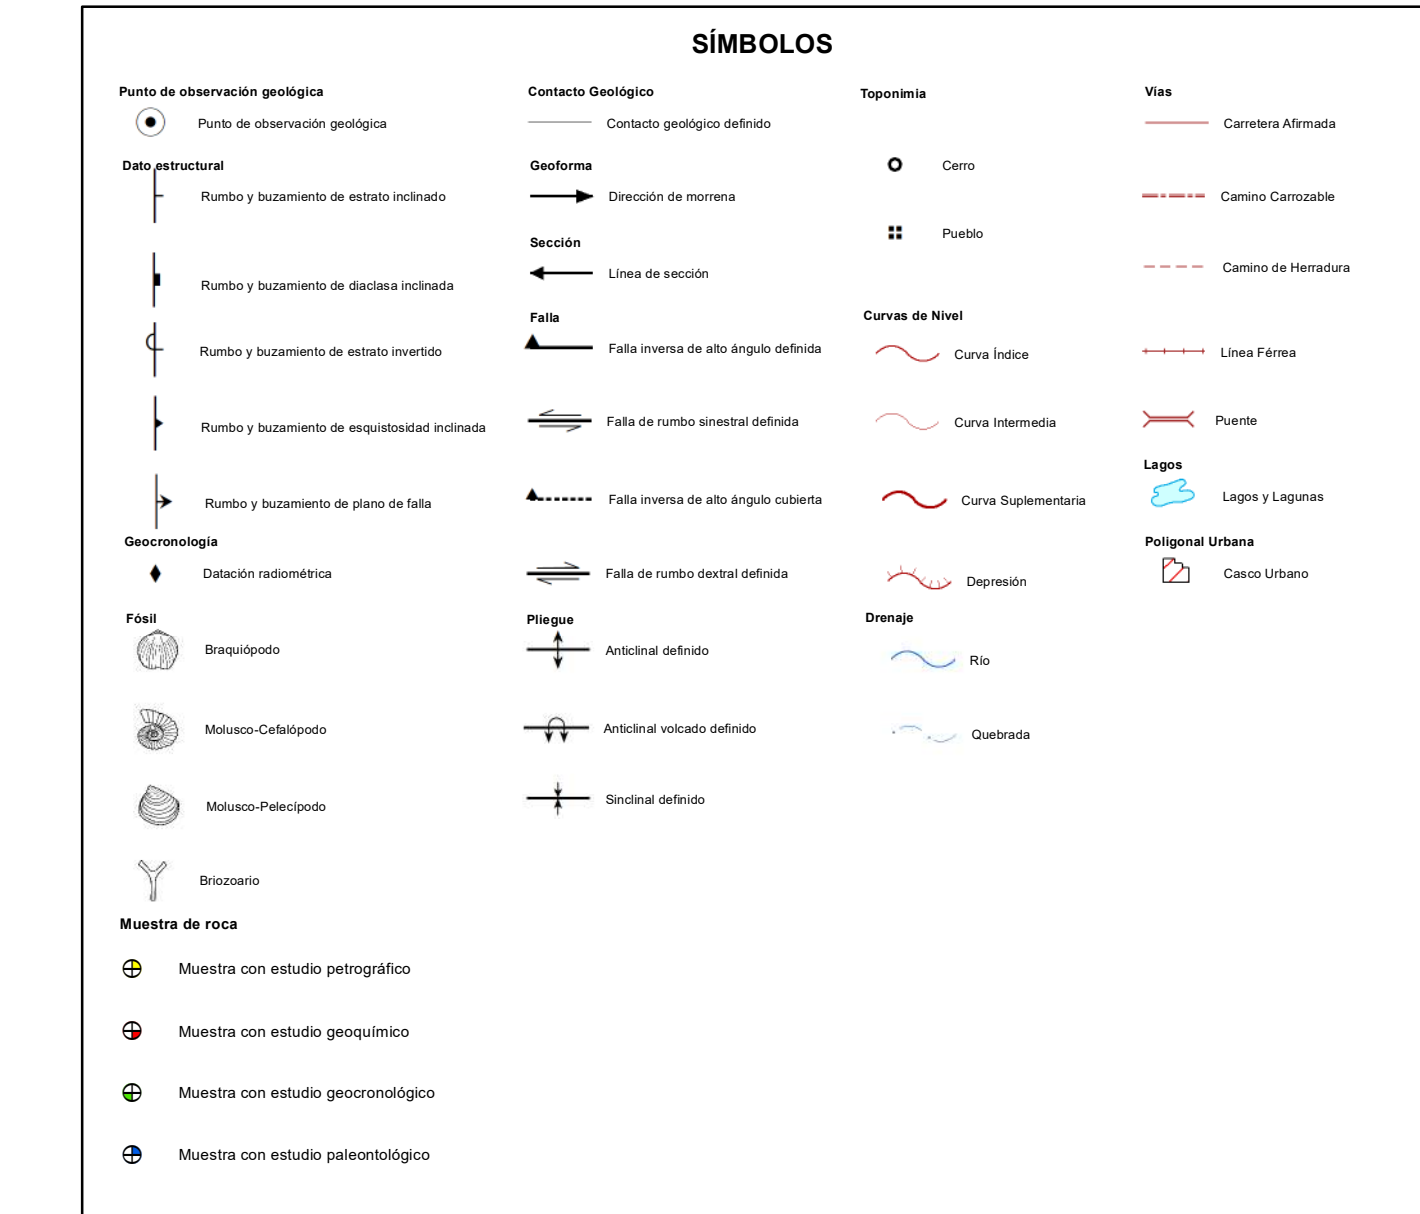 SÍMBOLOS
Punto de observación geológica
Punto de observación geológica
Dato estructural
Rumbo y buzamiento de estrato inclinado
Rumbo y buzamiento de diaclasa inclinada
Rumbo y buzamiento de estrato invertido
Rumbo y buzamiento de esquistosidad inclinada
Rumbo y buzamiento de plano de falla
Geocronología
Datación radiométrica
Fósil
Braquiópodo
Molusco-Cefalópodo
Molusco-Pelecípodo
Briozoario
Muestra de roca
Muestra con estudio petrográfico
Muestra con estudio geoquímico
Muestra con estudio geocronológico
Muestra con estudio paleontológico
Contacto Geológico
Contacto geológico definido
Geoforma
Dirección de morrena
Sección
Línea de sección
Falla
Falla inversa de alto ángulo definida
Falla de rumbo sinestral definida
Falla inversa de alto ángulo cubierta
Falla de rumbo dextral definida
Pliegue
Anticlinal definido
Anticlinal volcado definido
Sinclinal definido
Toponimia
Cerro
Pueblo
Curvas de Nivel
Curva Índice
Curva Intermedia
Curva Suplementaria
Depresión
Drenaje
Río
Quebrada
Vías
Carretera Afirmada
Camino Carrozable
Camino de Herradura
Línea Férrea
Puente
Lagos
Lagos y Lagunas
Poligonal Urbana
Casco Urbano